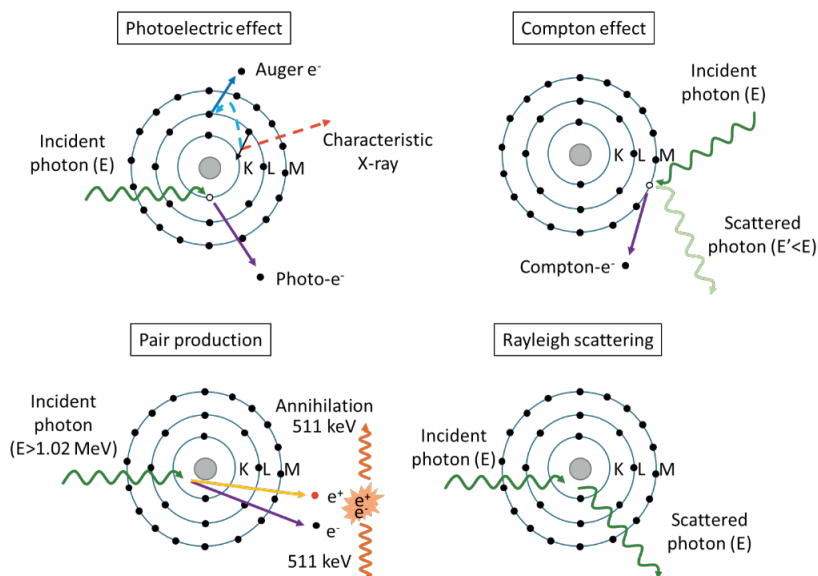 Photoelectric effect
Auger e⁻
Incident
photon (E)
Characteristic
X-ray
K L M
Photo-e⁻
Compton effect
Incident
photon (E)
K L M
Scattered
photon (E'<E)
Compton-e⁻
Pair production
Incident
photon
(E>1.02 MeV)
Annihilation
511 keV
K L M
e⁺
e⁻
e⁺
e⁻
511 keV
Rayleigh scattering
Incident
photon (E)
K L M
Scattered
photon (E)